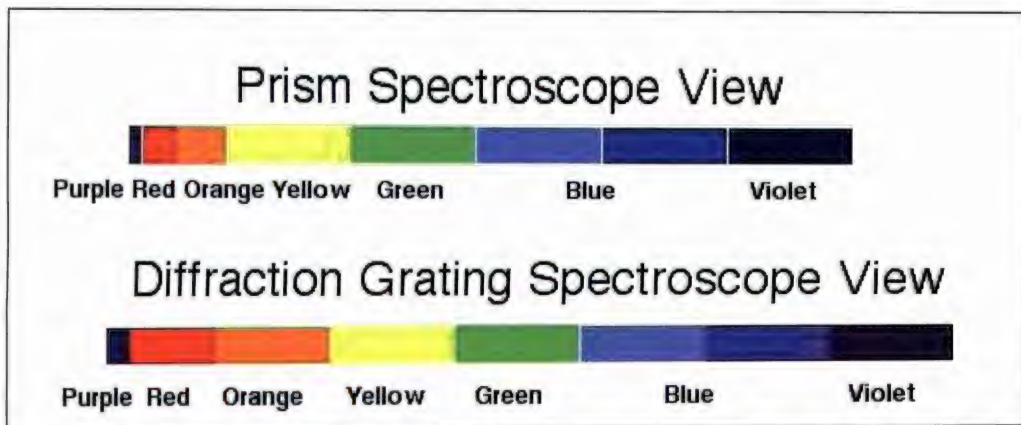 Prism Spectroscope View
Purple Red Orange Yellow Green Blue Violet
Diffraction Grating Spectroscope View
Purple Red Orange Yellow Green Blue Violet